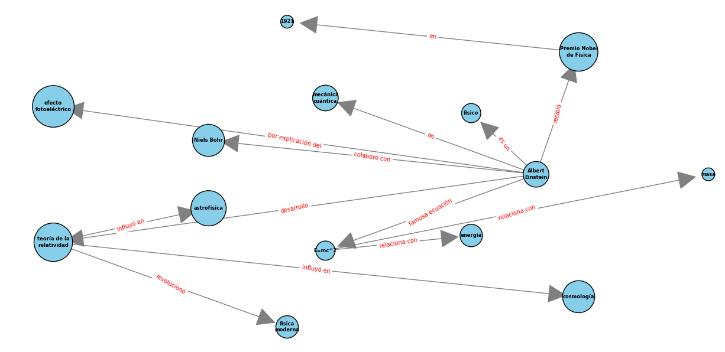 1921
en
Premio Nobel
de Física
efecto
fotoeléctrico
mecánica
cuántica
físico
recibió
Niels Bohr
por explicación del
en
es un
colaboró con
Albert
Einstein
masa
astrofísica
desarrolló
famosa ecuación
relaciona con
influyó en
teoría de la
relatividad
E=mc^2
relaciona con
energía
influyó en
revolucionó
cosmología
física
moderna